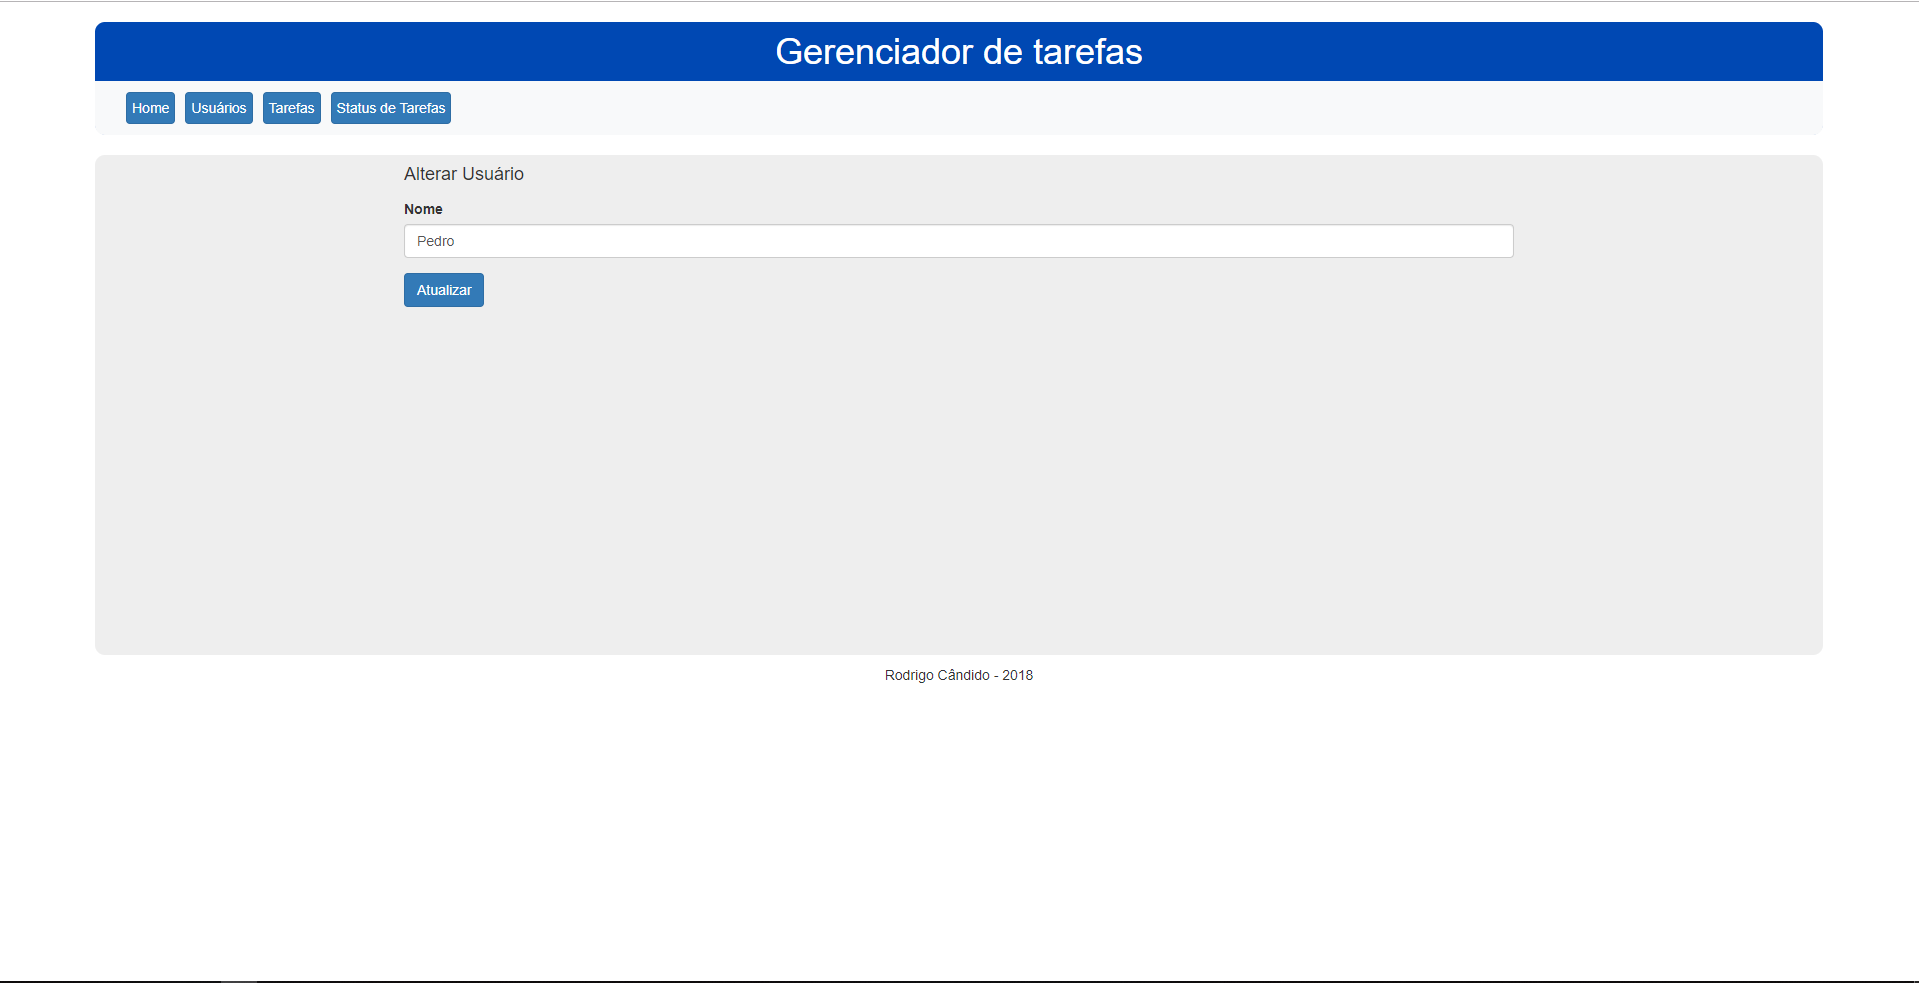 Gerenciador de tarefas
Home Usuários Tarefas Status de Tarefas
Alterar Usuário
Nome
Pedro
Atualizar
Rodrigo Cândido - 2018